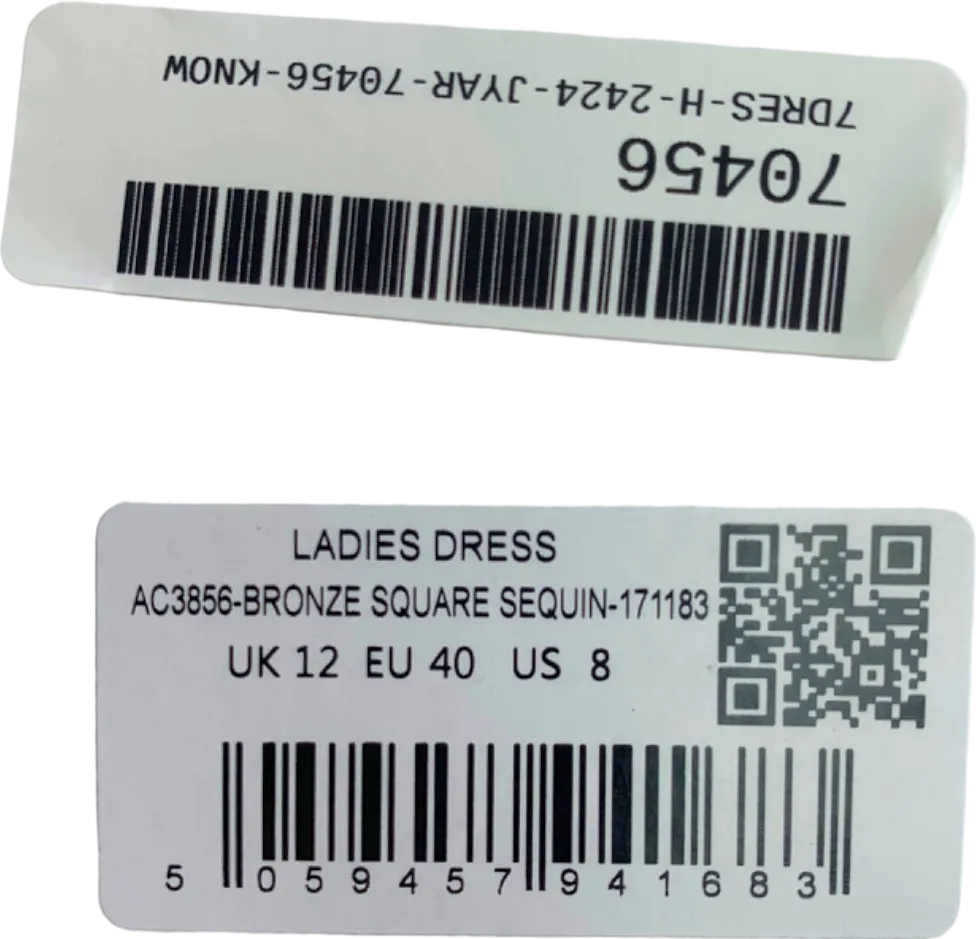 70456
7DRES-H-2424-JYAR-70456-KNOW
LADIES DRESS
AC3856-BRONZE SQUARE SEQUIN-171183
UK 12 EU 40 US 8
5 059457 941683